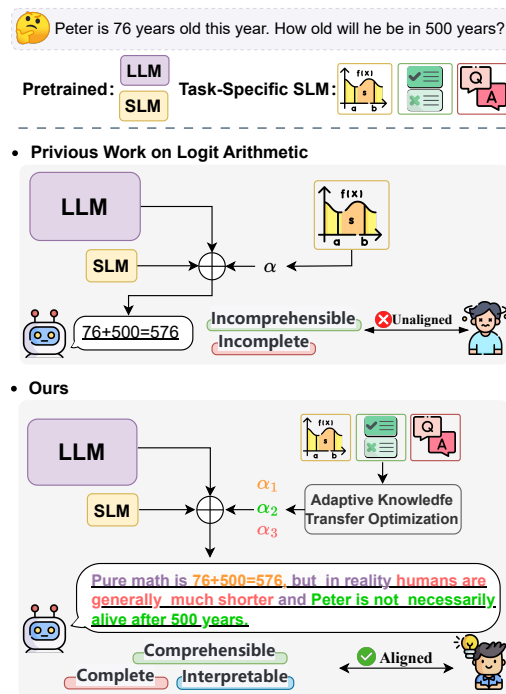 Peter is 76 years old this year. How old will he be in 500 years?
Pretrained:
LLM
SLM
Task-Specific SLM:
f(x)
s
a b
Q
A
• Privious Work on Logit Arithmetic
LLM
SLM
α
f(x)
s
a b
76+500=576
Incomprehensible
Incomplete
Unaligned
• Ours
LLM
SLM
α1
α2
α3
f(x)
s
a b
Q
A
Adaptive Knowledfe
Transfer Optimization
Pure math is 76+500=576, but in reality humans are
generally much shorter and Peter is not necessarily
alive after 500 years.
Comprehensible
Complete
Interpretable
Aligned